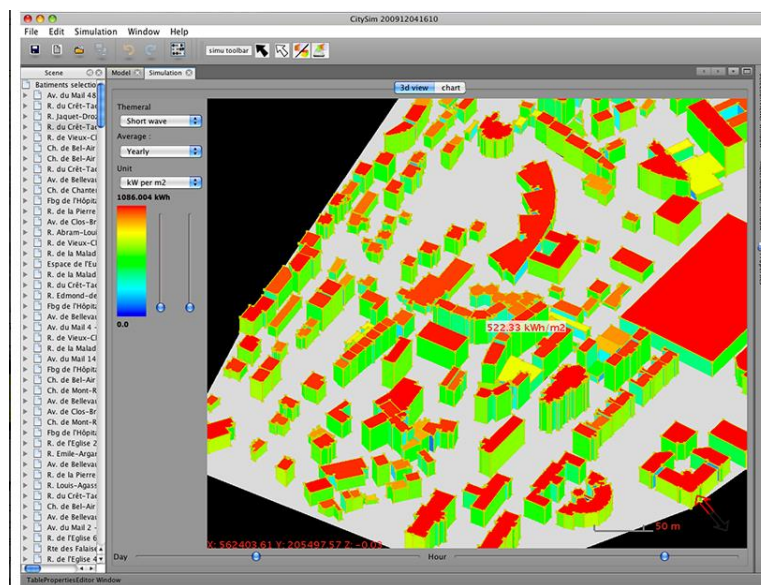 CitySim 200912041610
File Edit Simulation Window Help
simu toolbar
Scene
Model
Simulation
Batiments selection
Av. du Mail 48
R. du Crêt-Tac
R. Jaquet-Droz
R. du Crêt-Tac
R. de Vieux-Cl
Ch. de Bel-Air
Ch. de Bel-Air
R. du Crêt-Tac
Av. de Bellevau
Ch. de Chante
Fbg de l'Hôpit
R. de la Pierre
Av. de Clos-Br
R. Abram-Loui
R. de Vieux-Cl
R. de la Malad
Espace de l'Eu
R. de la Malad
R. du Crêt-Tac
R. Edmond-de
Fbg de l'Hôpit
Av. de Bellevau
Av. du Mail 4 -
R. de Vieux-Cl
R. de la Malad
Av. du Mail 14
Fbg de l'Hôpit
Ch. de Bel-Air
Ch. de Mont-R
Av. de Bellevau
Av. de Clos-Br
Ch. de Mont-R
Fbg de l'Hôpit
R. de l'Eglise 2
R. Emile-Argan
Av. de Bellevau
R. de la Pierre
R. Louis-Agass
R. du Crêt-Tac
Ch. de Bel-Air
Av. de Bellevau
Av. du Mail 2 -
R. de l'Eglise 6
Rte des Falaise
R. de l'Eglise 4
3d view chart
Themeral
Short wave
Average :
Yearly
Unit
kW per m2
1086.004 kWh
0.0
522.33 kWh/m2
50 m
X: 562403.61 Y: 205497.57 Z: -0.03
Day
Hour
TablePropertiesEditor Window